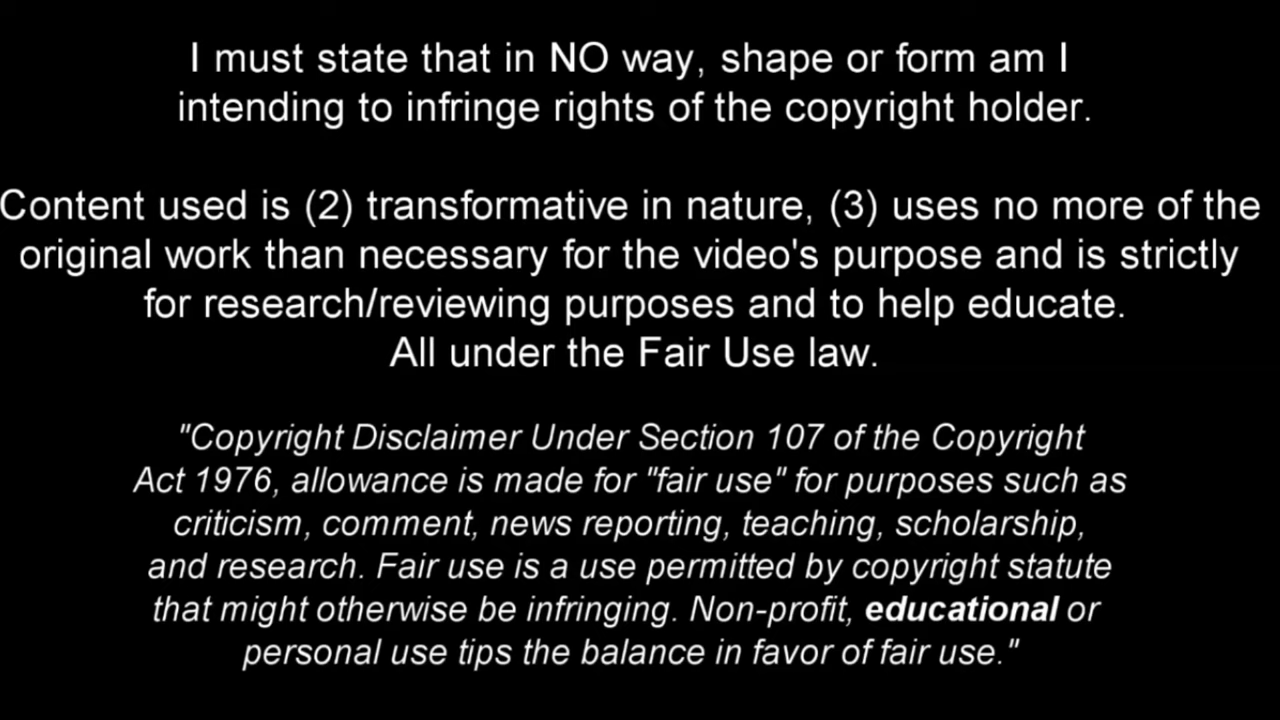 I must state that in NO way, shape or form am I
intending to infringe rights of the copyright holder.
Content used is (2) transformative in nature, (3) uses no more of the
original work than necessary for the video's purpose and is strictly
for research/reviewing purposes and to help educate.
All under the Fair Use law.
"Copyright Disclaimer Under Section 107 of the Copyright
Act 1976, allowance is made for "fair use" for purposes such as
criticism, comment, news reporting, teaching, scholarship,
and research. Fair use is a use permitted by copyright statute
that might otherwise be infringing. Non-profit, educational or
personal use tips the balance in favor of fair use."